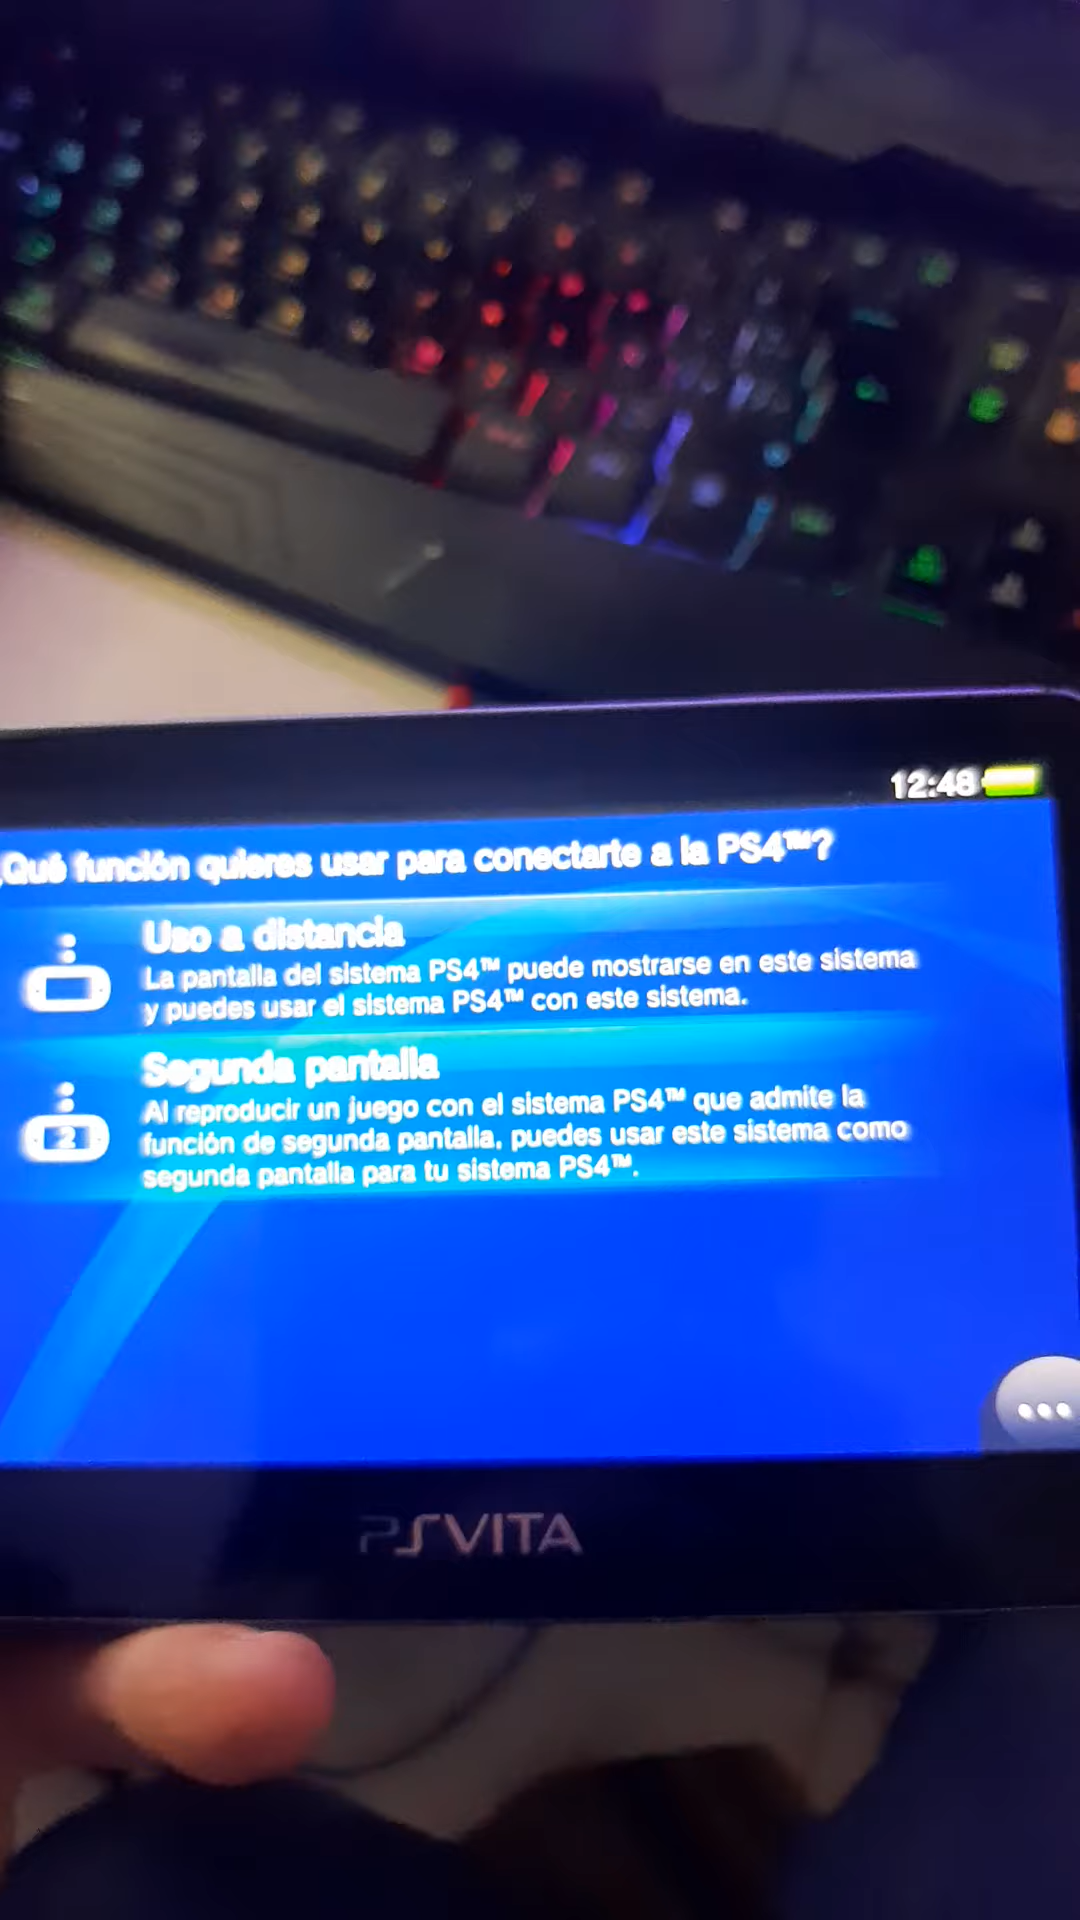 12:48
¿Qué función quieres usar para conectarte a la PS4™?
Uso a distancia
La pantalla del sistema PS4™ puede mostrarse en este sistema
y puedes usar el sistema PS4™ con este sistema.
Segunda pantalla
Al reproducir un juego con el sistema PS4™ que admite la
función de segunda pantalla, puedes usar este sistema como
2
segunda pantalla para tu sistema PS4™.
PSVITA